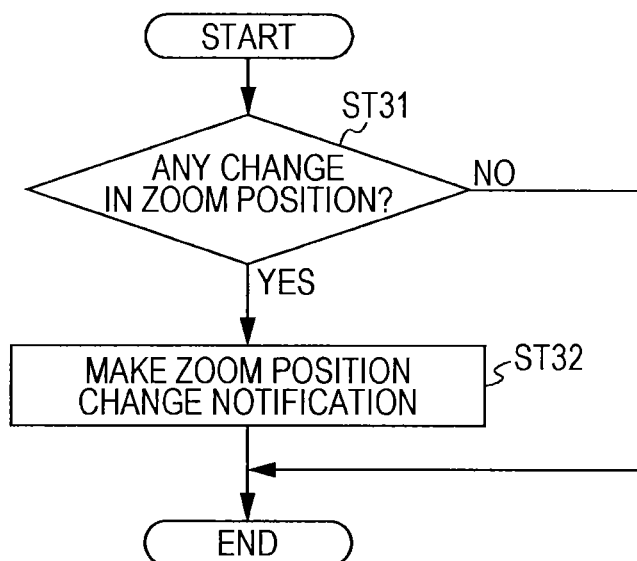 START
ST31
ANY CHANGE
IN ZOOM POSITION?
NO
YES
MAKE ZOOM POSITION
CHANGE NOTIFICATION
ST32
END